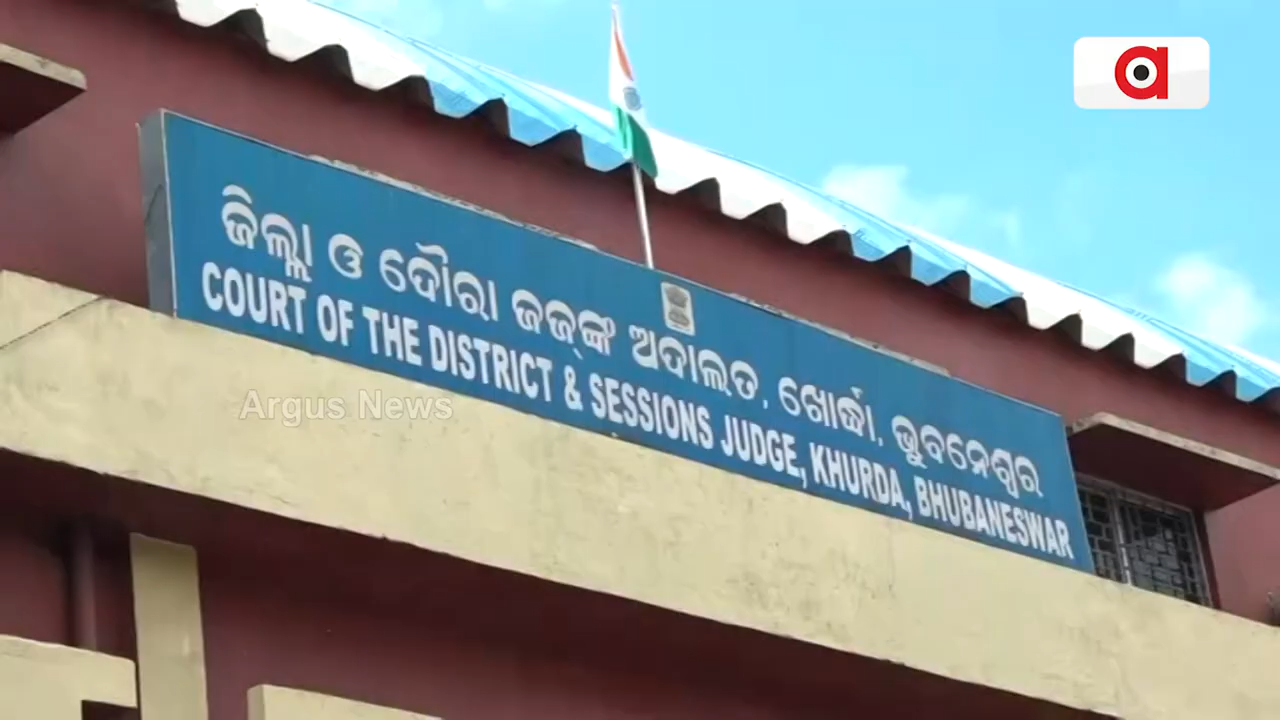 ଜିଲ୍ଲା ଓ ଦୌରା ଜଜ୍‌ଙ୍କ ଅଦାଲତ, ଖୋର୍ଦ୍ଧା, ଭୁବନେଶ୍ୱର
COURT OF THE DISTRICT & SESSIONS JUDGE, KHURDA, BHUBANESWAR
Argus News
a